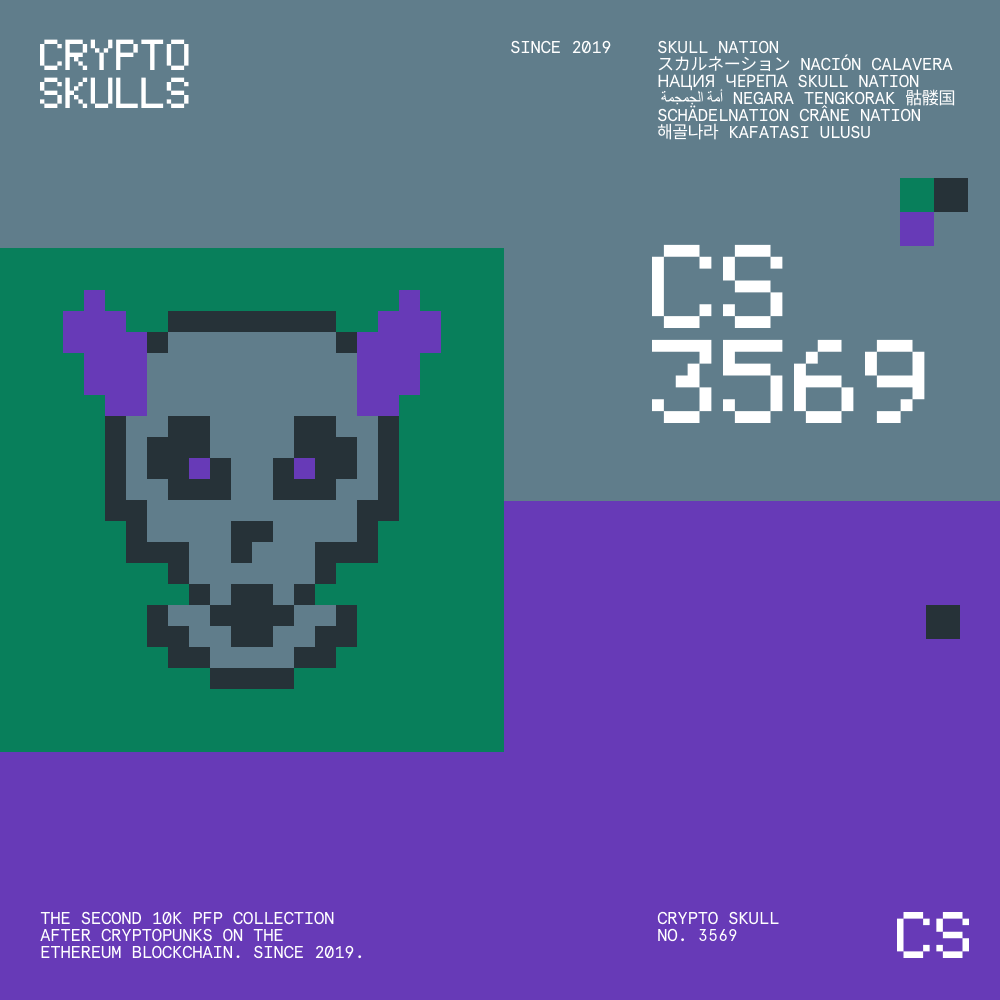 CRYPTO
SKULLS
SINCE 2019
SKULL NATION
スカルネーション NACIÓN CALAVERA
НАЦИЯ ЧЕРЕПА SKULL NATION
أمة الجمجمة NEGARA TENGKORAK 骷髅国
SCHÄDELNATION CRÂNE NATION
해골나라 KAFATASI ULUSU
CS
3569
THE SECOND 10K PFP COLLECTION
AFTER CRYPTOPUNKS ON THE
ETHEREUM BLOCKCHAIN. SINCE 2019.
CRYPTO SKULL
NO. 3569
CS